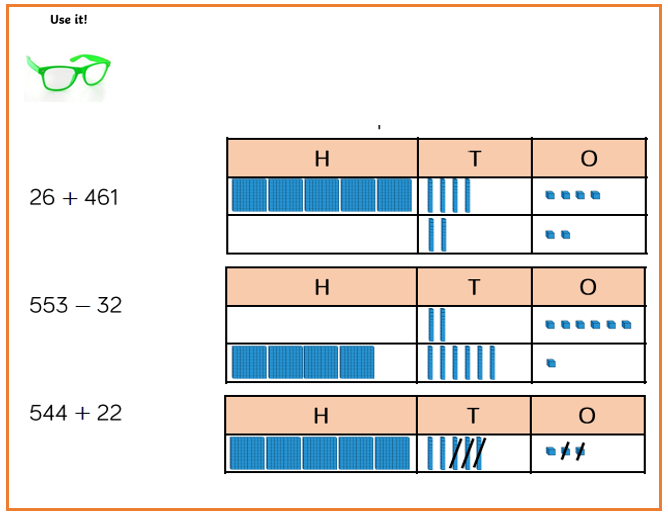 Use it!
H T O
26 + 461
H T O
553 – 32
H T O
544 + 22